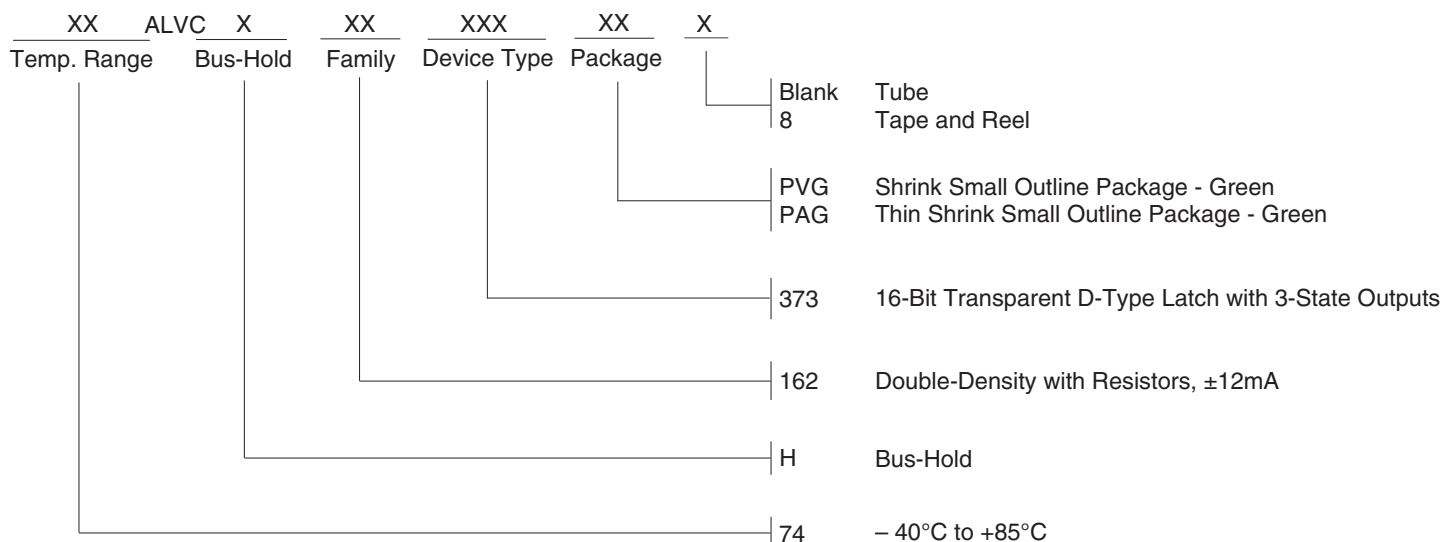 XX ALVC X XX XXX XX X
Temp. Range Bus-Hold Family Device Type Package
Blank Tube
8 Tape and Reel
PVG Shrink Small Outline Package - Green
PAG Thin Shrink Small Outline Package - Green
373 16-Bit Transparent D-Type Latch with 3-State Outputs
162 Double-Density with Resistors, ±12mA
H Bus-Hold
74 – 40°C to +85°C